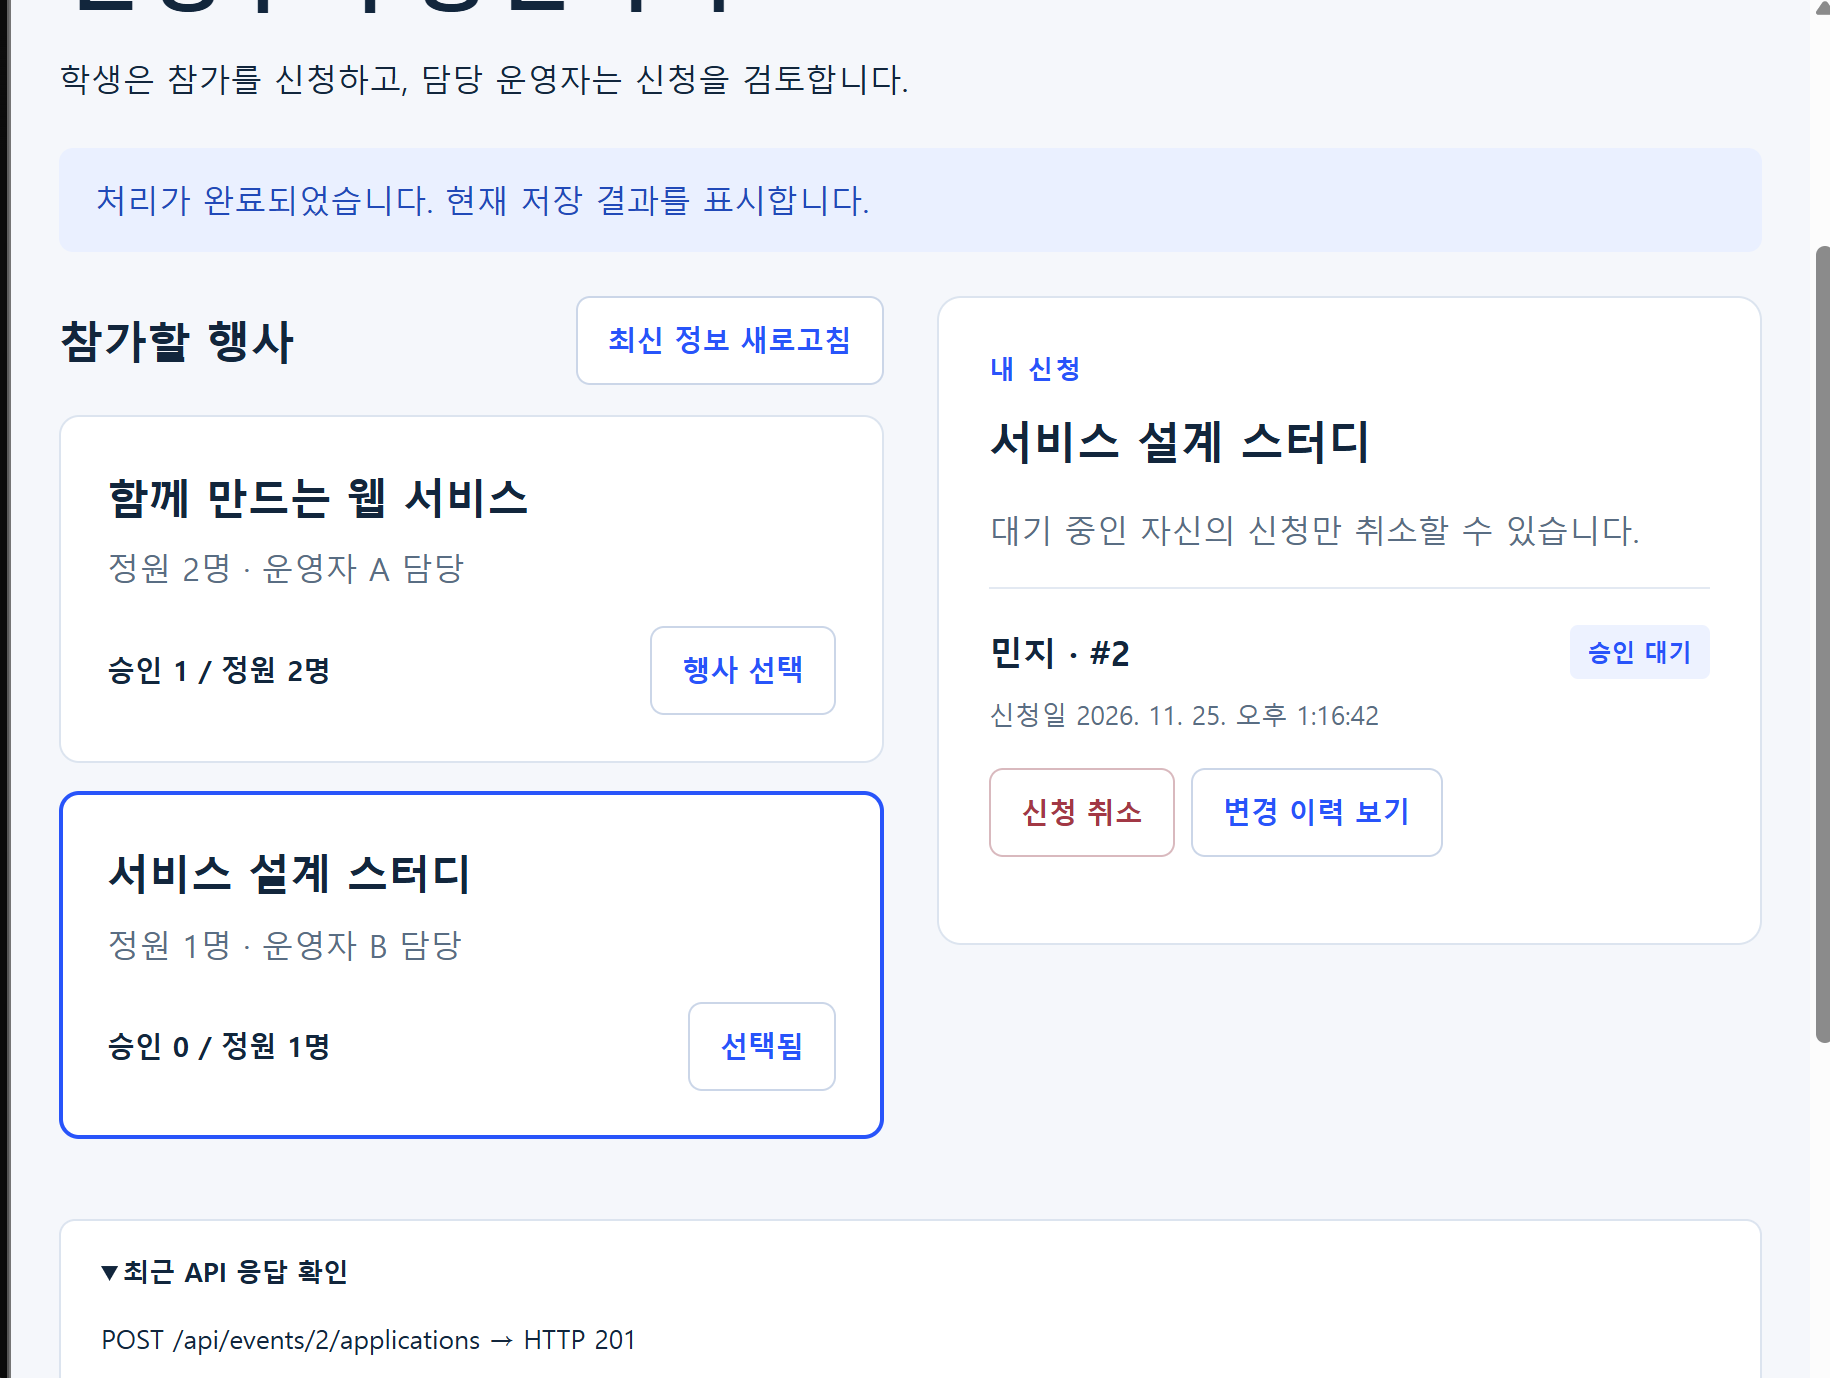 학생은 참가를 신청하고, 담당 운영자는 신청을 검토합니다.
처리가 완료되었습니다. 현재 저장 결과를 표시합니다.
참가할 행사
최신 정보 새로고침
함께 만드는 웹 서비스
정원 2명 · 운영자 A 담당
승인 1 / 정원 2명
행사 선택
서비스 설계 스터디
정원 1명 · 운영자 B 담당
승인 0 / 정원 1명
선택됨
내 신청
서비스 설계 스터디
대기 중인 자신의 신청만 취소할 수 있습니다.
민지 · #2
승인 대기
신청일 2026. 11. 25. 오후 1:16:42
신청 취소
변경 이력 보기
▼최근 API 응답 확인
POST /api/events/2/applications → HTTP 201